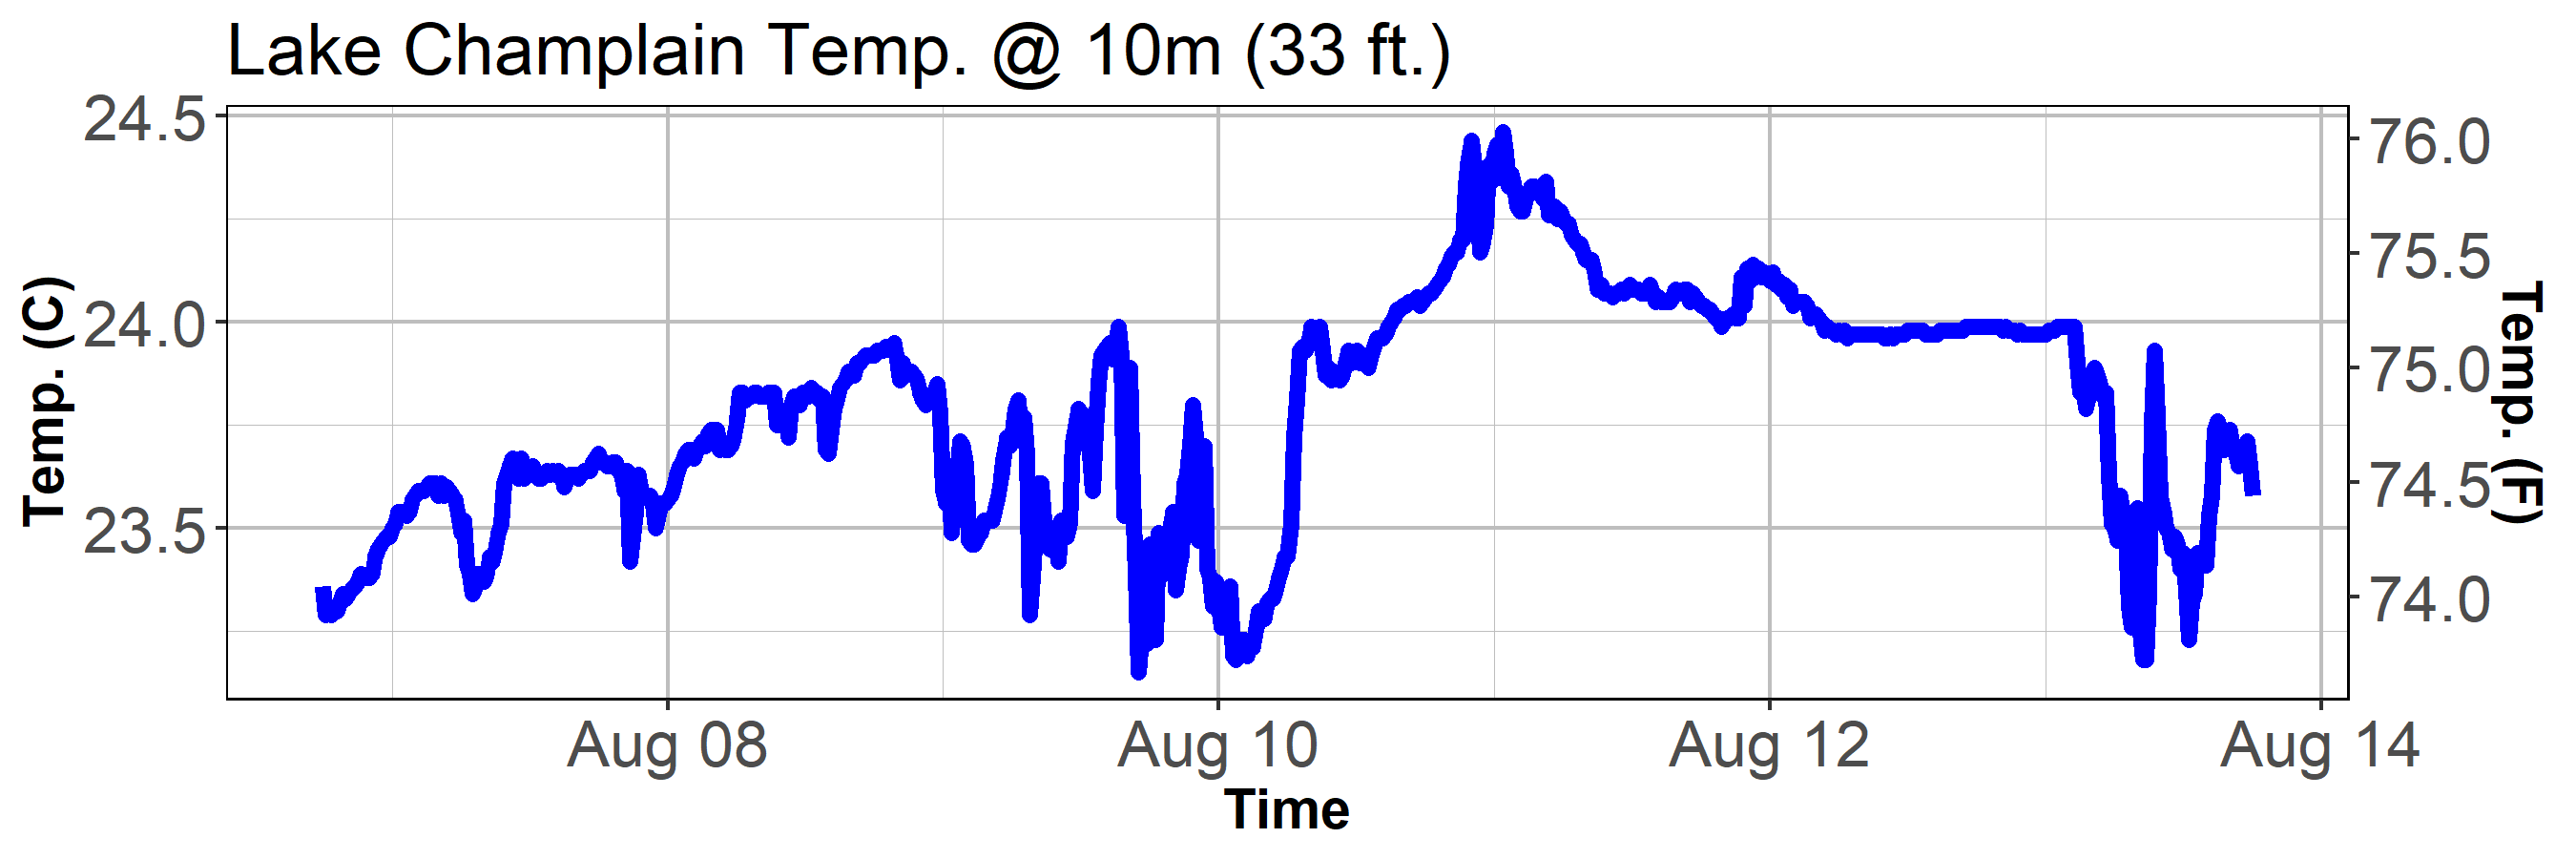 Lake Champlain Temp. @ 10m (33 ft.)
24.5
24.0
23.5
Temp. (C)
76.0
75.5
75.0
74.5
74.0
Temp. (F)
Aug 08 Aug 10 Aug 12 Aug 14
Time